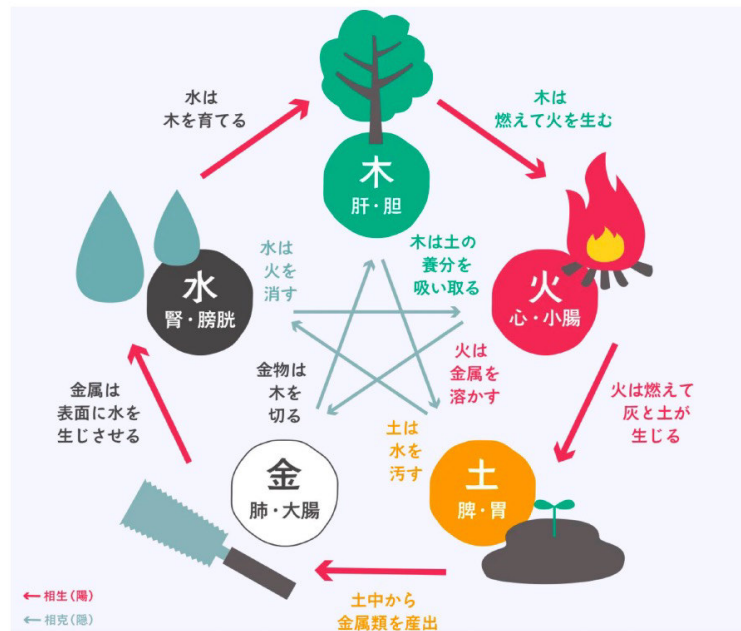 水は
木を育てる
木は
燃えて火を生む
木
肝・胆
水は
火を
消す
木は土の
養分を
吸い取る
水
腎・膀胱
火
心・小腸
金属は
表面に水を
生じさせる
金物は
木を
切る
火は
金属を
溶かす
火は燃えて
灰と土が
生じる
土は
水を
汚す
金
肺・大腸
土
脾・胃
土中から
金属類を産出
←相生(陽)
←相克(隠)